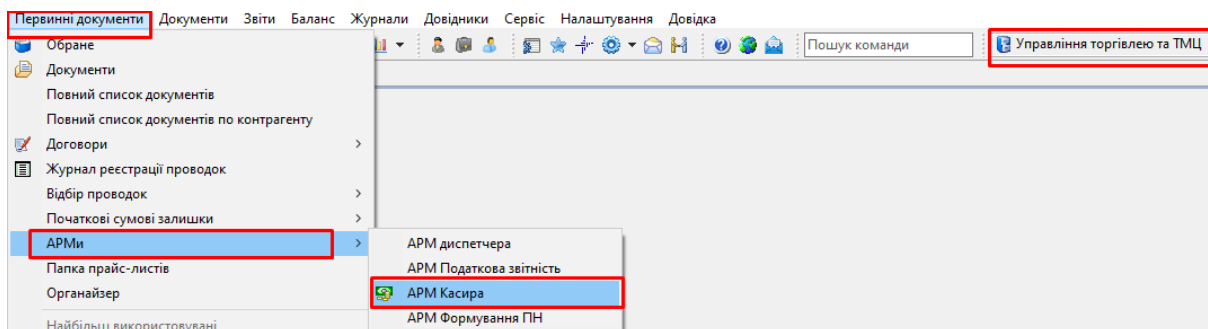 Первинні документи Документи Звіти Баланс Журнали Довідники Сервіс Налаштування Довідка
Обране
Пошук команди
Управління торгівлею та ТМЦ
Документи
Повний список документів
Повний список документів по контрагенту
Договори
Журнал реєстрації проводок
Відбір проводок
Початкові сумові залишки
АРМи
Папка прайс-листів
Органайзер
Найбільш використовувані
АРМ диспетчера
АРМ Податкова звітність
АРМ Касира
АРМ Формування ПН